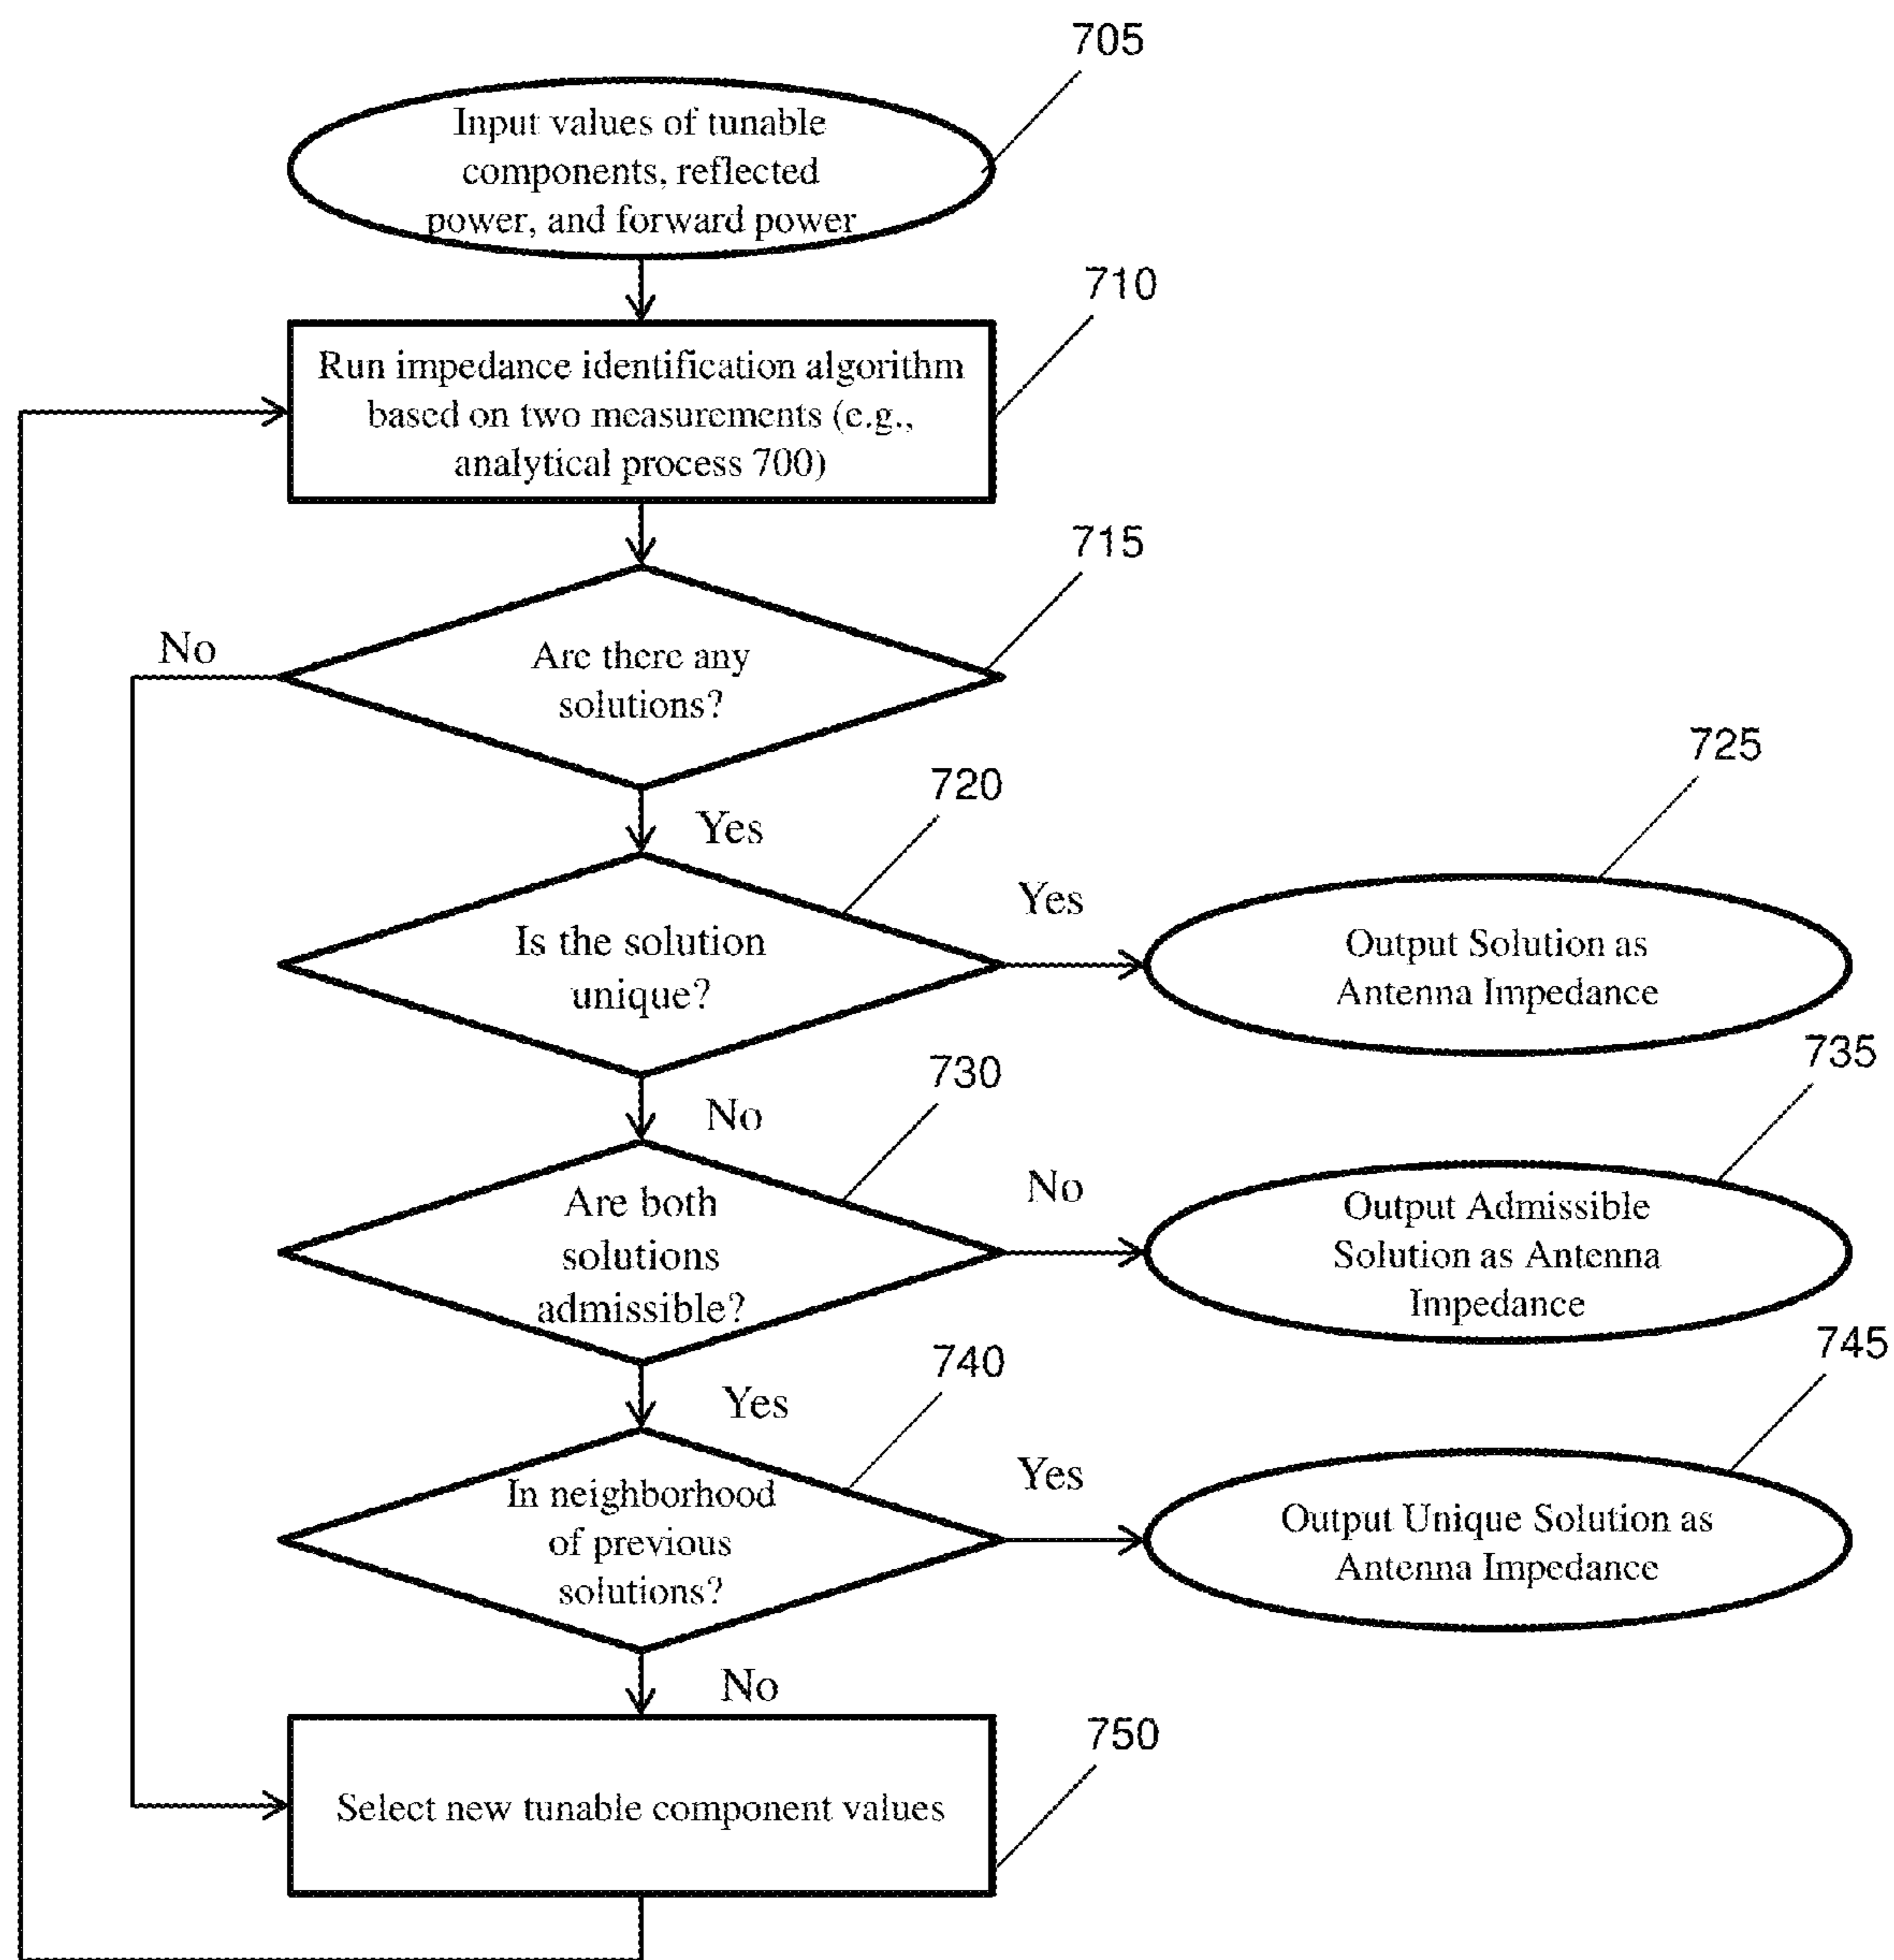 705
Input values of tunable
components, reflected
power, and forward power
710
Run impedance identification algorithm
based on two measurements (e.g.,
analytical process 700)
715
No
Are there any
solutions?
Yes
720
725
Is the solution
unique?
Yes
Output Solution as
Antenna Impedance
No
730
735
Are both
solutions
admissible?
No
Output Admissible
Solution as Antenna
Impedance
Yes
740
745
In neighborhood
of previous
solutions?
Yes
Output Unique Solution as
Antenna Impedance
No
750
Select new tunable component values